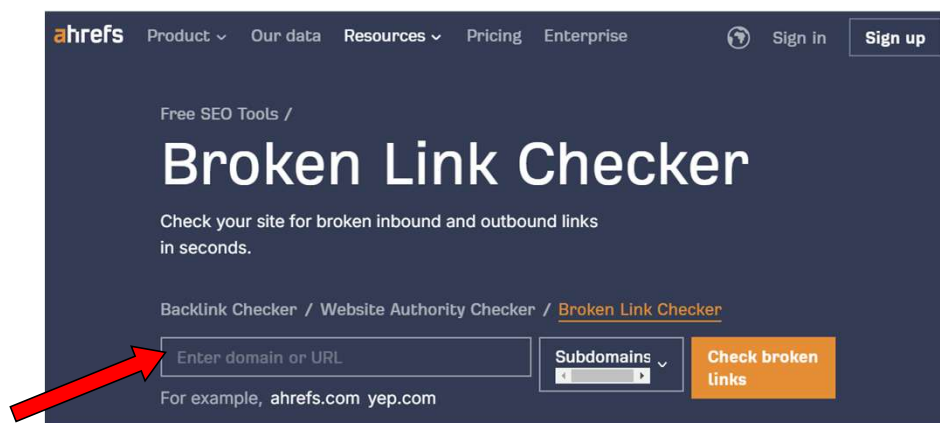 ahrefs Product Our data Resources Pricing Enterprise Sign in Sign up
Free SEO Tools /
Broken Link Checker
Check your site for broken inbound and outbound links
in seconds.
Backlink Checker / Website Authority Checker / Broken Link Checker
Enter domain or URL
Subdomains
Check broken
links
For example, ahrefs.com yep.com